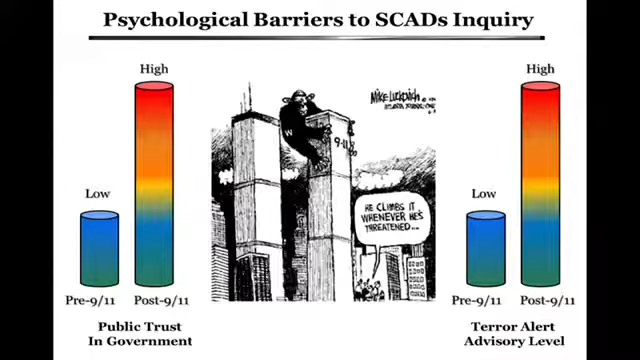 Psychological Barriers to SCADs Inquiry
High
Low
Pre-9/11
Post-9/11
Public Trust
In Government
Mike Luckovich
ATLANTA JOURNAL-CONST
W
9-11
HE CLIMBS IT
WHENEVER HE'S
THREATENED...
High
Low
Pre-9/11
Post-9/11
Terror Alert
Advisory Level